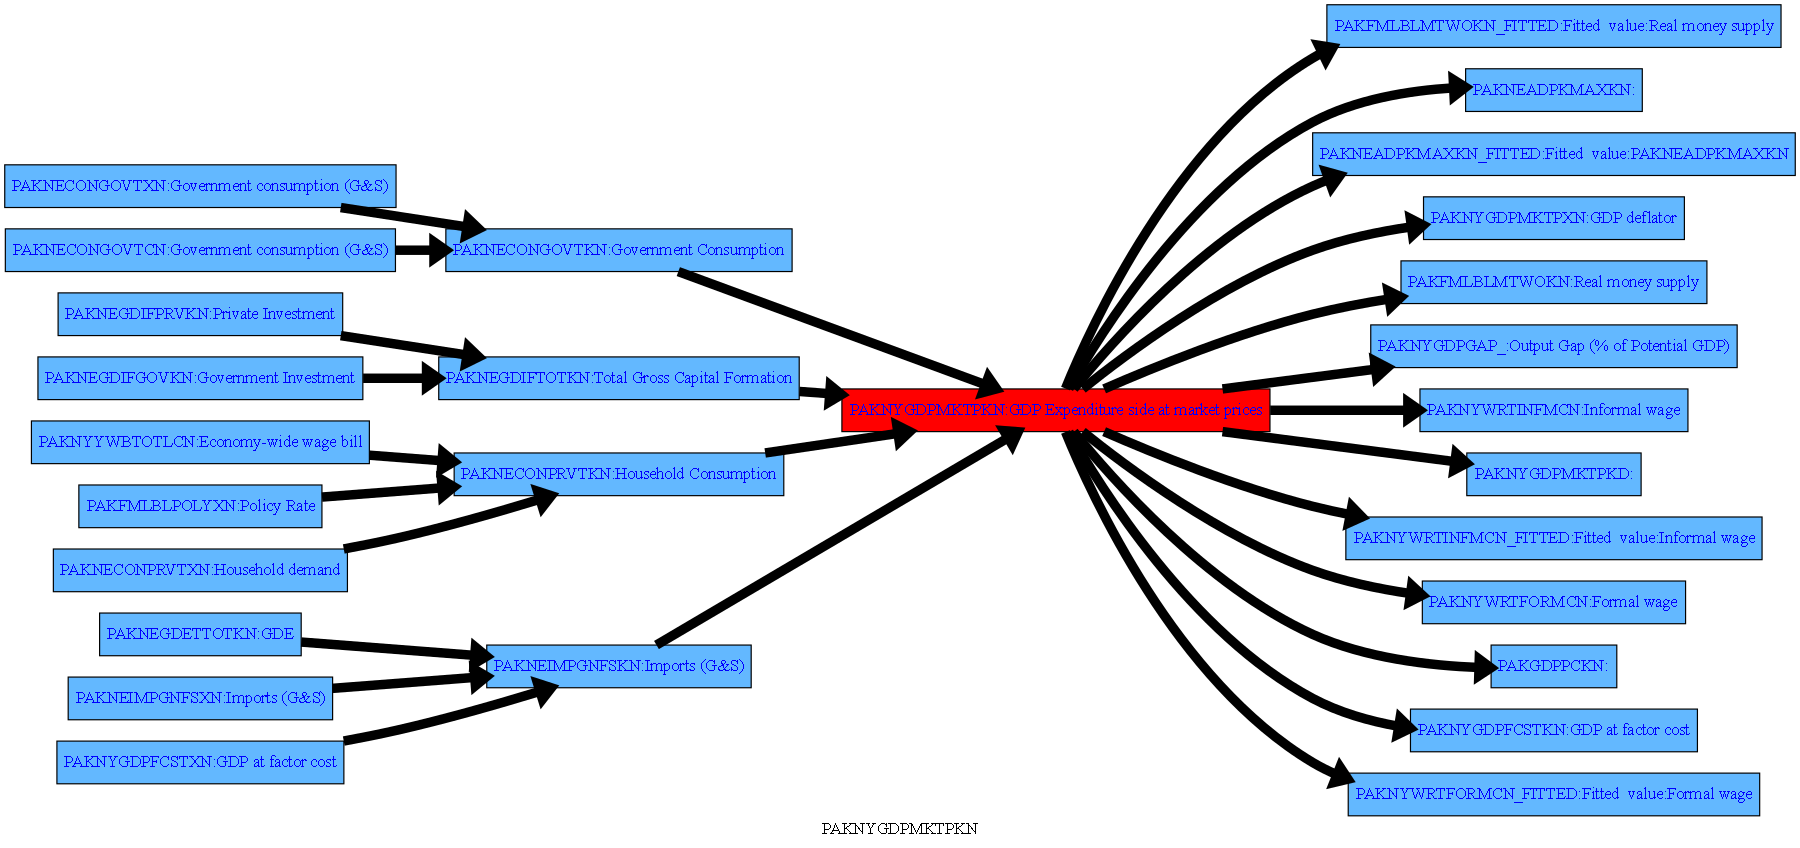 PAKFMLBLMTWOKN_FITTED:Fitted value:Real money supply
PAKNEADPKMAXKN:
PAKNEADPKMAXKN_FITTED:Fitted value:PAKNEADPKMAXKN
PAKNECONGOVTXN:Government consumption (G&S)
PAKNYGDPMKTPXN:GDP deflator
PAKNECONGOVTCN:Government consumption (G&S)
PAKNECONGOVTKN:Government Consumption
PAKFMLBLMTWOKN:Real money supply
PAKNEGDIFPRVKN:Private Investment
PAKNYGDPGAP_:Output Gap (% of Potential GDP)
PAKNEGDIFGOVKN:Government Investment
PAKNEGDIFTOTKN:Total Gross Capital Formation
PAKNYGDPMKTPKN:GDP Expenditure side at market prices
PAKNYWRTINFMCN:Informal wage
PAKNYYWBTOTLCN:Economy-wide wage bill
PAKNECONPRVTKN:Household Consumption
PAKNYGDPMKTPKD:
PAKFMLBLPOLYXN:Policy Rate
PAKNYWRTINFMCN_FITTED:Fitted value:Informal wage
PAKNECONPRVTXN:Household demand
PAKNYWRTFORMCN:Formal wage
PAKNEGDETTOTKN:GDE
PAKNEIMPGNFSKN:Imports (G&S)
PAKGDPPCKN:
PAKNEIMPGNFSXN:Imports (G&S)
PAKNYGDPFCSTKN:GDP at factor cost
PAKNYGDPFCSTXN:GDP at factor cost
PAKNYWRTFORMCN_FITTED:Fitted value:Formal wage
PAKNYGDPMKTPKN